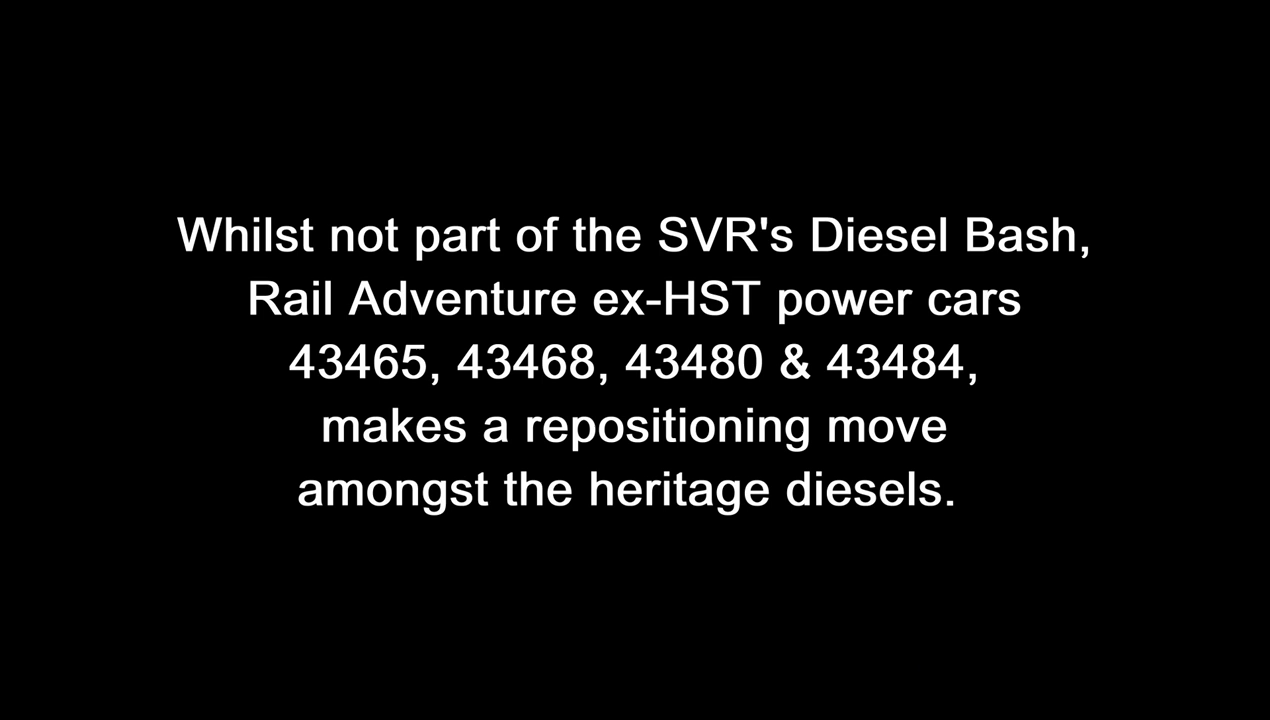 Whilst not part of the SVR's Diesel Bash,
Rail Adventure ex-HST power cars
43465, 43468, 43480 & 43484,
makes a repositioning move
amongst the heritage diesels.